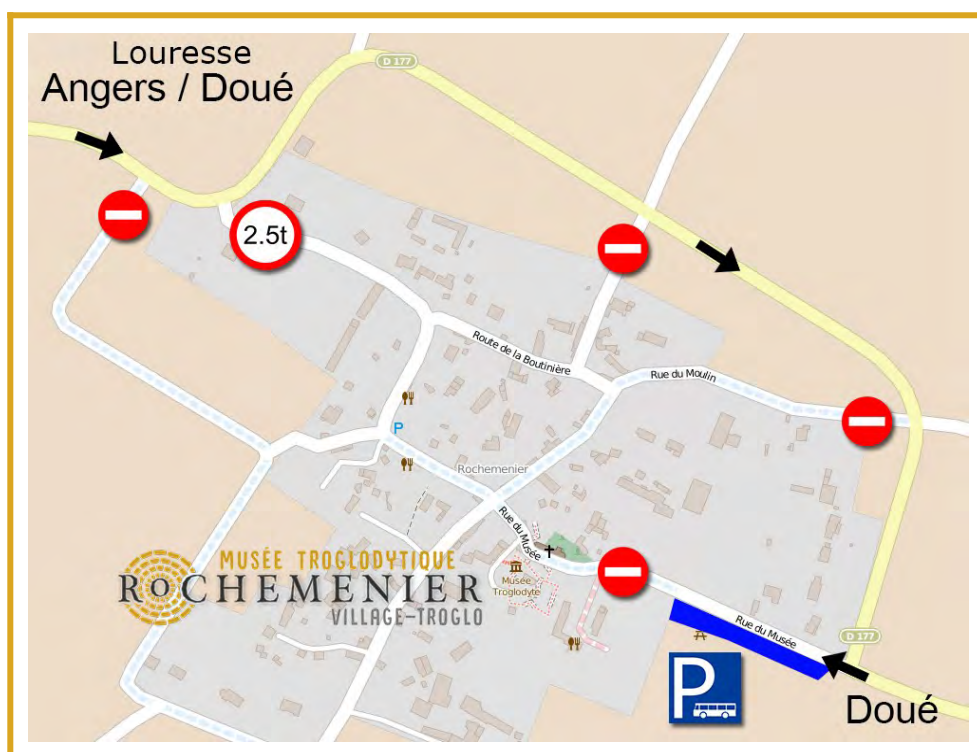 Louresse
Angers / Doué
D 177
2.5t
Route de la Boutinière
Rue du Moulin
P
Rochemenier
Rue du Musée
MUSÉE TROGLODYTIQUE
ROCHEMENIER
VILLAGE-TROGLO
Musée
Troglodyte
Rue du Musée
D 177
P
Doué